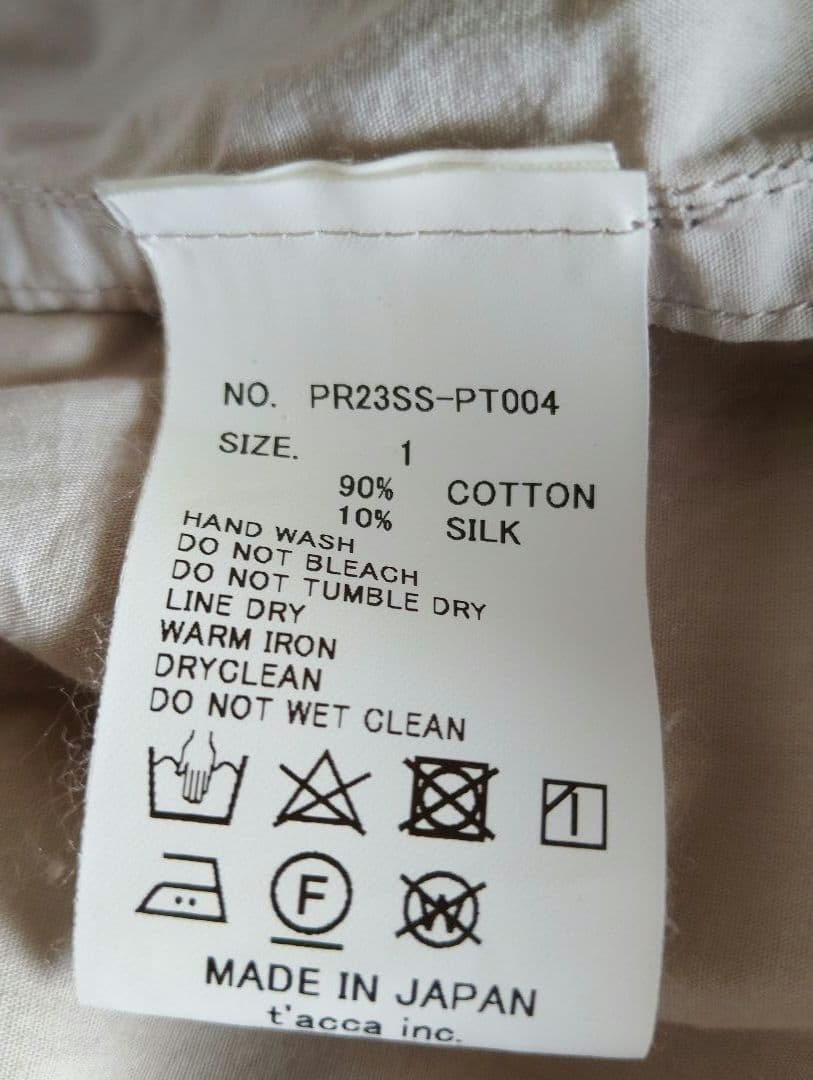 NO. PR23SS-PT004
SIZE. 1
90% COTTON
10% SILK
HAND WASH
DO NOT BLEACH
DO NOT TUMBLE DRY
LINE DRY
WARM IRON
DRYCLEAN
DO NOT WET CLEAN
F W
MADE IN JAPAN
t'acca inc.